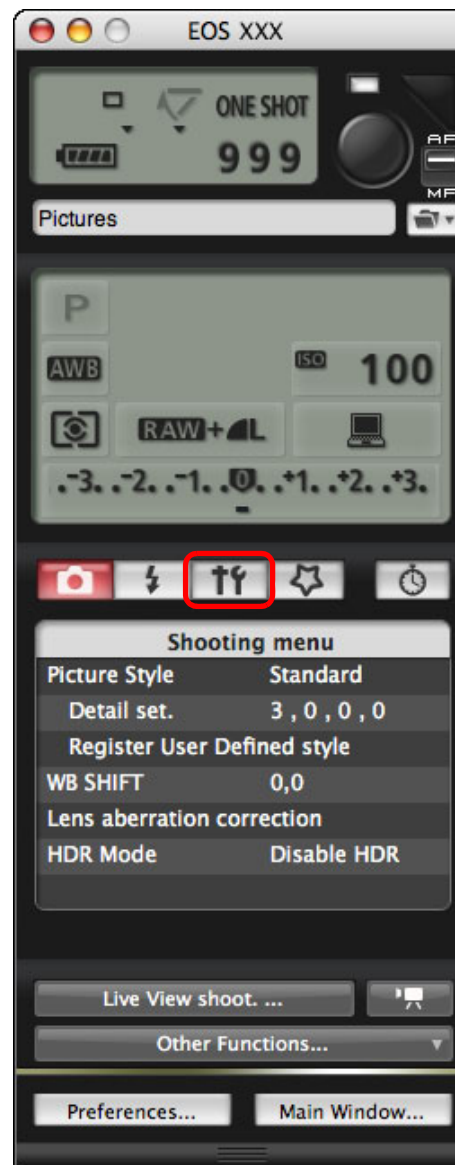 EOS XXX
ONE SHOT
999
AF
MF
Pictures
P
AWB
ISO 100
RAW+L
.-3. .-2. .-1. .0. .+1. .+2. .+3.
Shooting menu
Picture Style Standard
Detail set. 3 , 0 , 0 , 0
Register User Defined style
WB SHIFT 0,0
Lens aberration correction
HDR Mode Disable HDR
Live View shoot. ...
Other Functions...
Preferences... Main Window...